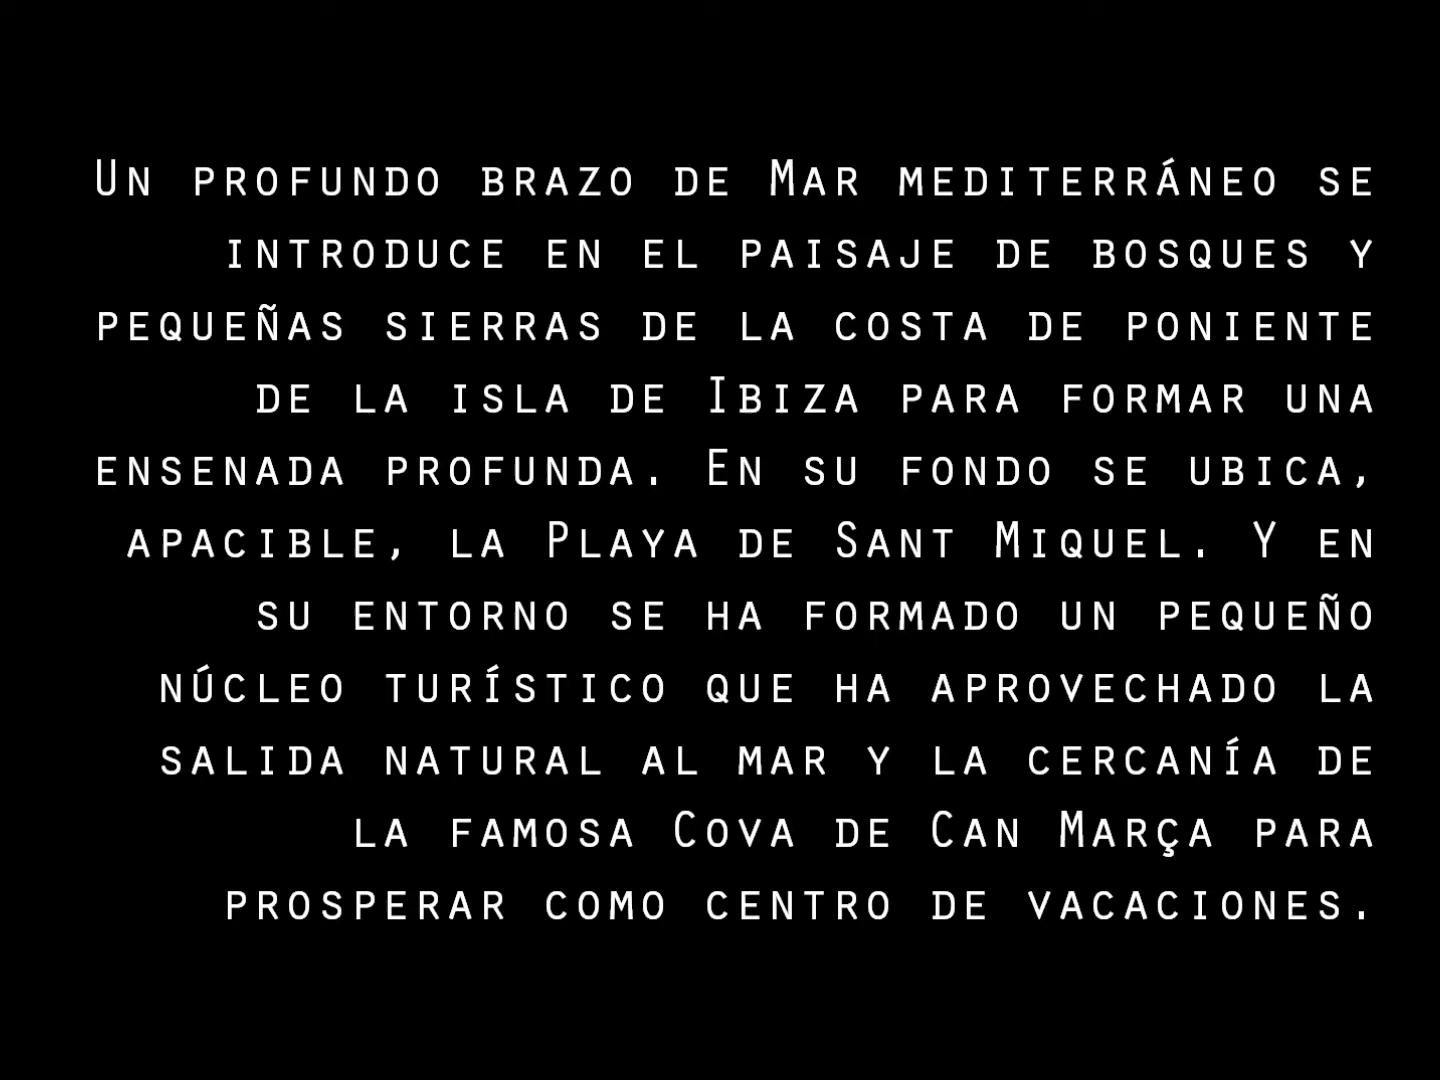 Un profundo brazo de Mar mediterráneo se
introduce en el paisaje de bosques y
pequeñas sierras de la costa de poniente
de la isla de Ibiza para formar una
ensenada profunda. En su fondo se ubica,
apacible, la Playa de Sant Miquel. Y en
su entorno se ha formado un pequeño
núcleo turístico que ha aprovechado la
salida natural al mar y la cercanía de
la famosa Cova de Can Marça para
prosperar como centro de vacaciones.